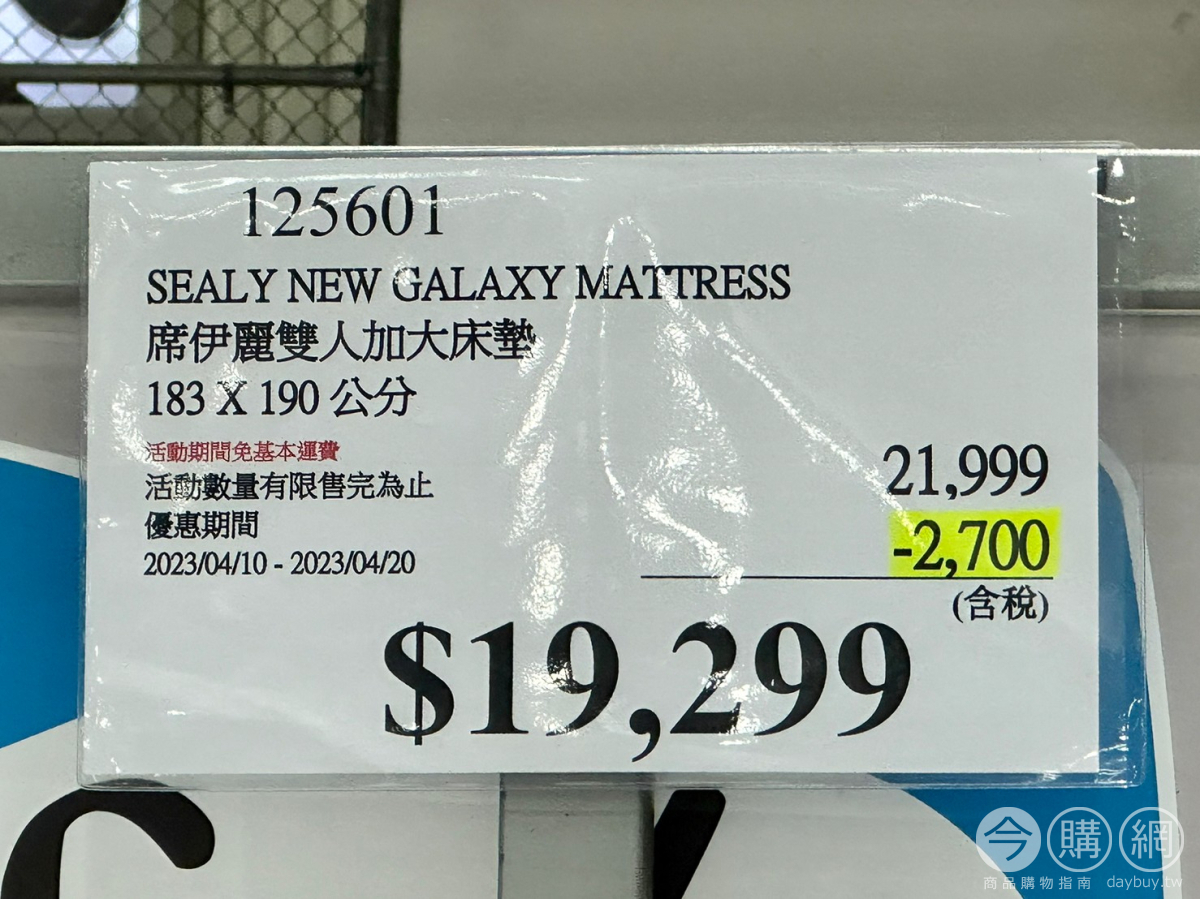 125601
SEALY NEW GALAXY MATTRESS
席伊麗雙人加大床墊
183 X 190 公分
活動期間免基本運費
活動數量有限售完為止
優惠期間
2023/04/10 - 2023/04/20
21,999
-2,700
(含稅)
$19,299
今購網
商品購物指南 daybuy.tw